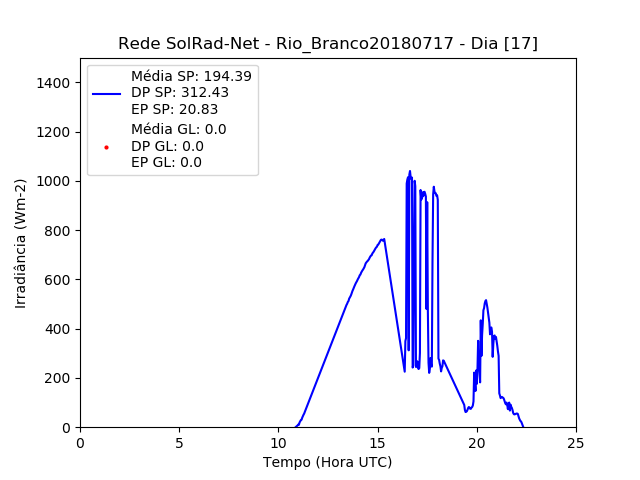 Rede SolRad-Net - Rio_Branco20180717 - Dia [17]
Média SP: 194.39
DP SP: 312.43
EP SP: 20.83
Média GL: 0.0
DP GL: 0.0
EP GL: 0.0
Irradiância (Wm-2)
1400
1200
1000
800
600
400
200
0
0 5 10 15 20 25
Tempo (Hora UTC)